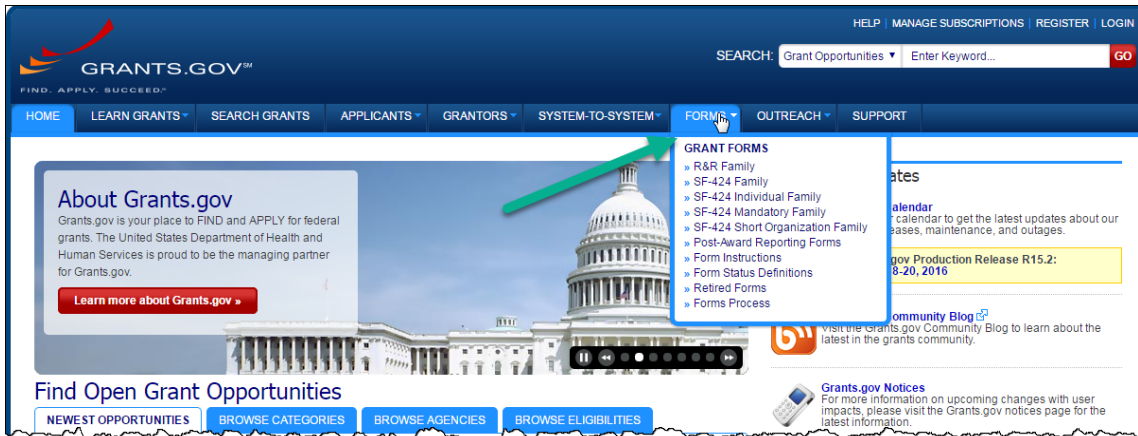 HELP | MANAGE SUBSCRIPTIONS | REGISTER | LOGIN
SEARCH: Grant Opportunities ▼ Enter Keyword... GO
GRANTS.GOV℠
FIND. APPLY. SUCCEED.℠
HOME LEARN GRANTS SEARCH GRANTS APPLICANTS GRANTORS SYSTEM-TO-SYSTEM FORMS OUTREACH SUPPORT
GRANT FORMS
» R&R Family
» SF-424 Family
» SF-424 Individual Family
» SF-424 Mandatory Family
» SF-424 Short Organization Family
» Post-Award Reporting Forms
» Form Instructions
» Form Status Definitions
» Retired Forms
» Forms Process
About Grants.gov
Grants.gov is your place to FIND and APPLY for federal
grants. The United States Department of Health and
Human Services is proud to be the managing partner
for Grants.gov.
Learn more about Grants.gov »
ates
alendar
calendar to get the latest updates about our
eases, maintenance, and outages.
gov Production Release R15.2:
8-20, 2016
ommunity Blog
Visit the Grants.gov Community Blog to learn about the
latest in the grants community.
Grants.gov Notices
For more information on upcoming changes with user
impacts, please visit the Grants.gov notices page for the
latest information.
Find Open Grant Opportunities
NEWEST OPPORTUNITIES BROWSE CATEGORIES BROWSE AGENCIES BROWSE ELIGIBILITIES